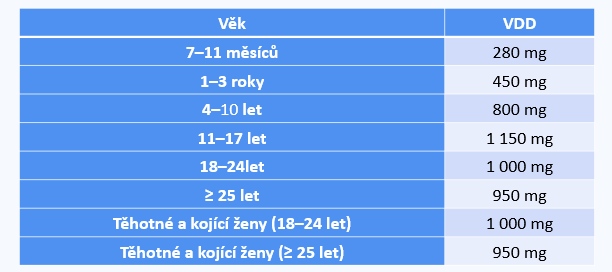 Věk VDD
7–11 měsíců 280 mg
1–3 roky 450 mg
4–10 let 800 mg
11–17 let 1 150 mg
18–24let 1 000 mg
≥ 25 let 950 mg
Těhotné a kojící ženy (18–24 let) 1 000 mg
Těhotné a kojící ženy (≥ 25 let) 950 mg